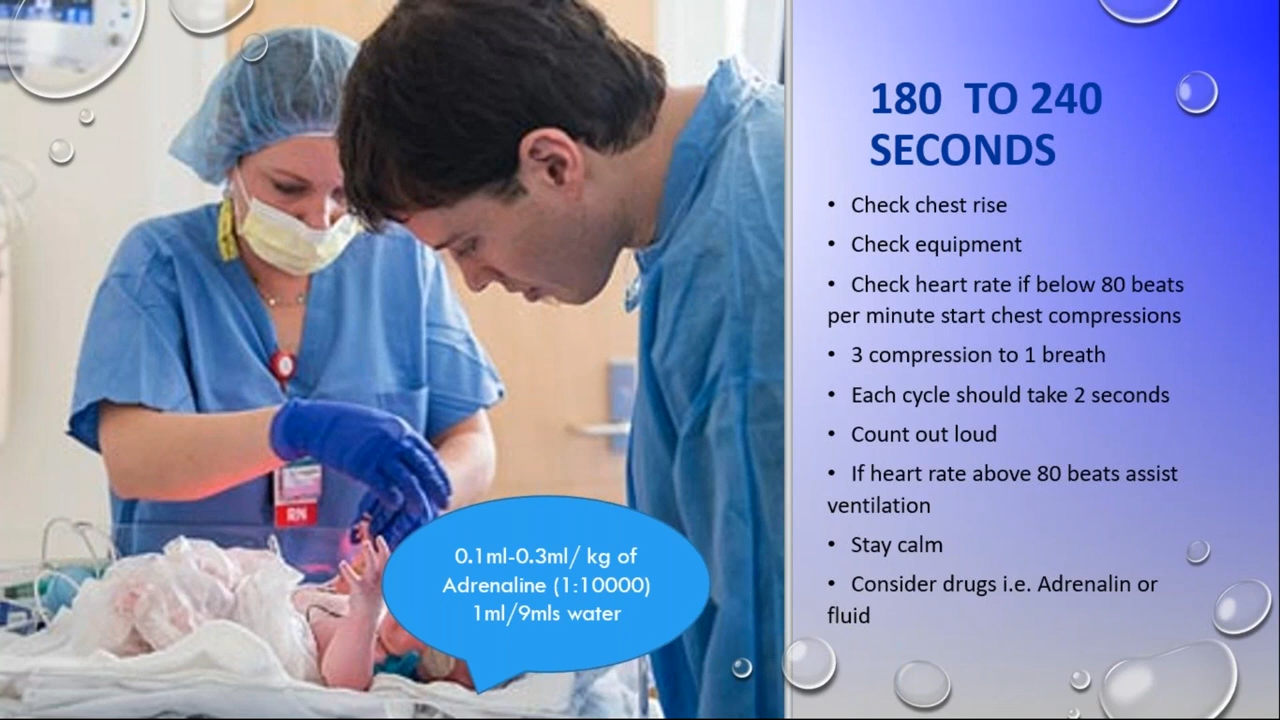 180 TO 240
SECONDS
• Check chest rise
• Check equipment
• Check heart rate if below 80 beats
per minute start chest compressions
• 3 compression to 1 breath
• Each cycle should take 2 seconds
• Count out loud
• If heart rate above 80 beats assist
ventilation
• Stay calm
• Consider drugs i.e. Adrenalin or
fluid
0.1ml-0.3ml/ kg of
Adrenaline (1:10000)
1ml/9mls water
RN